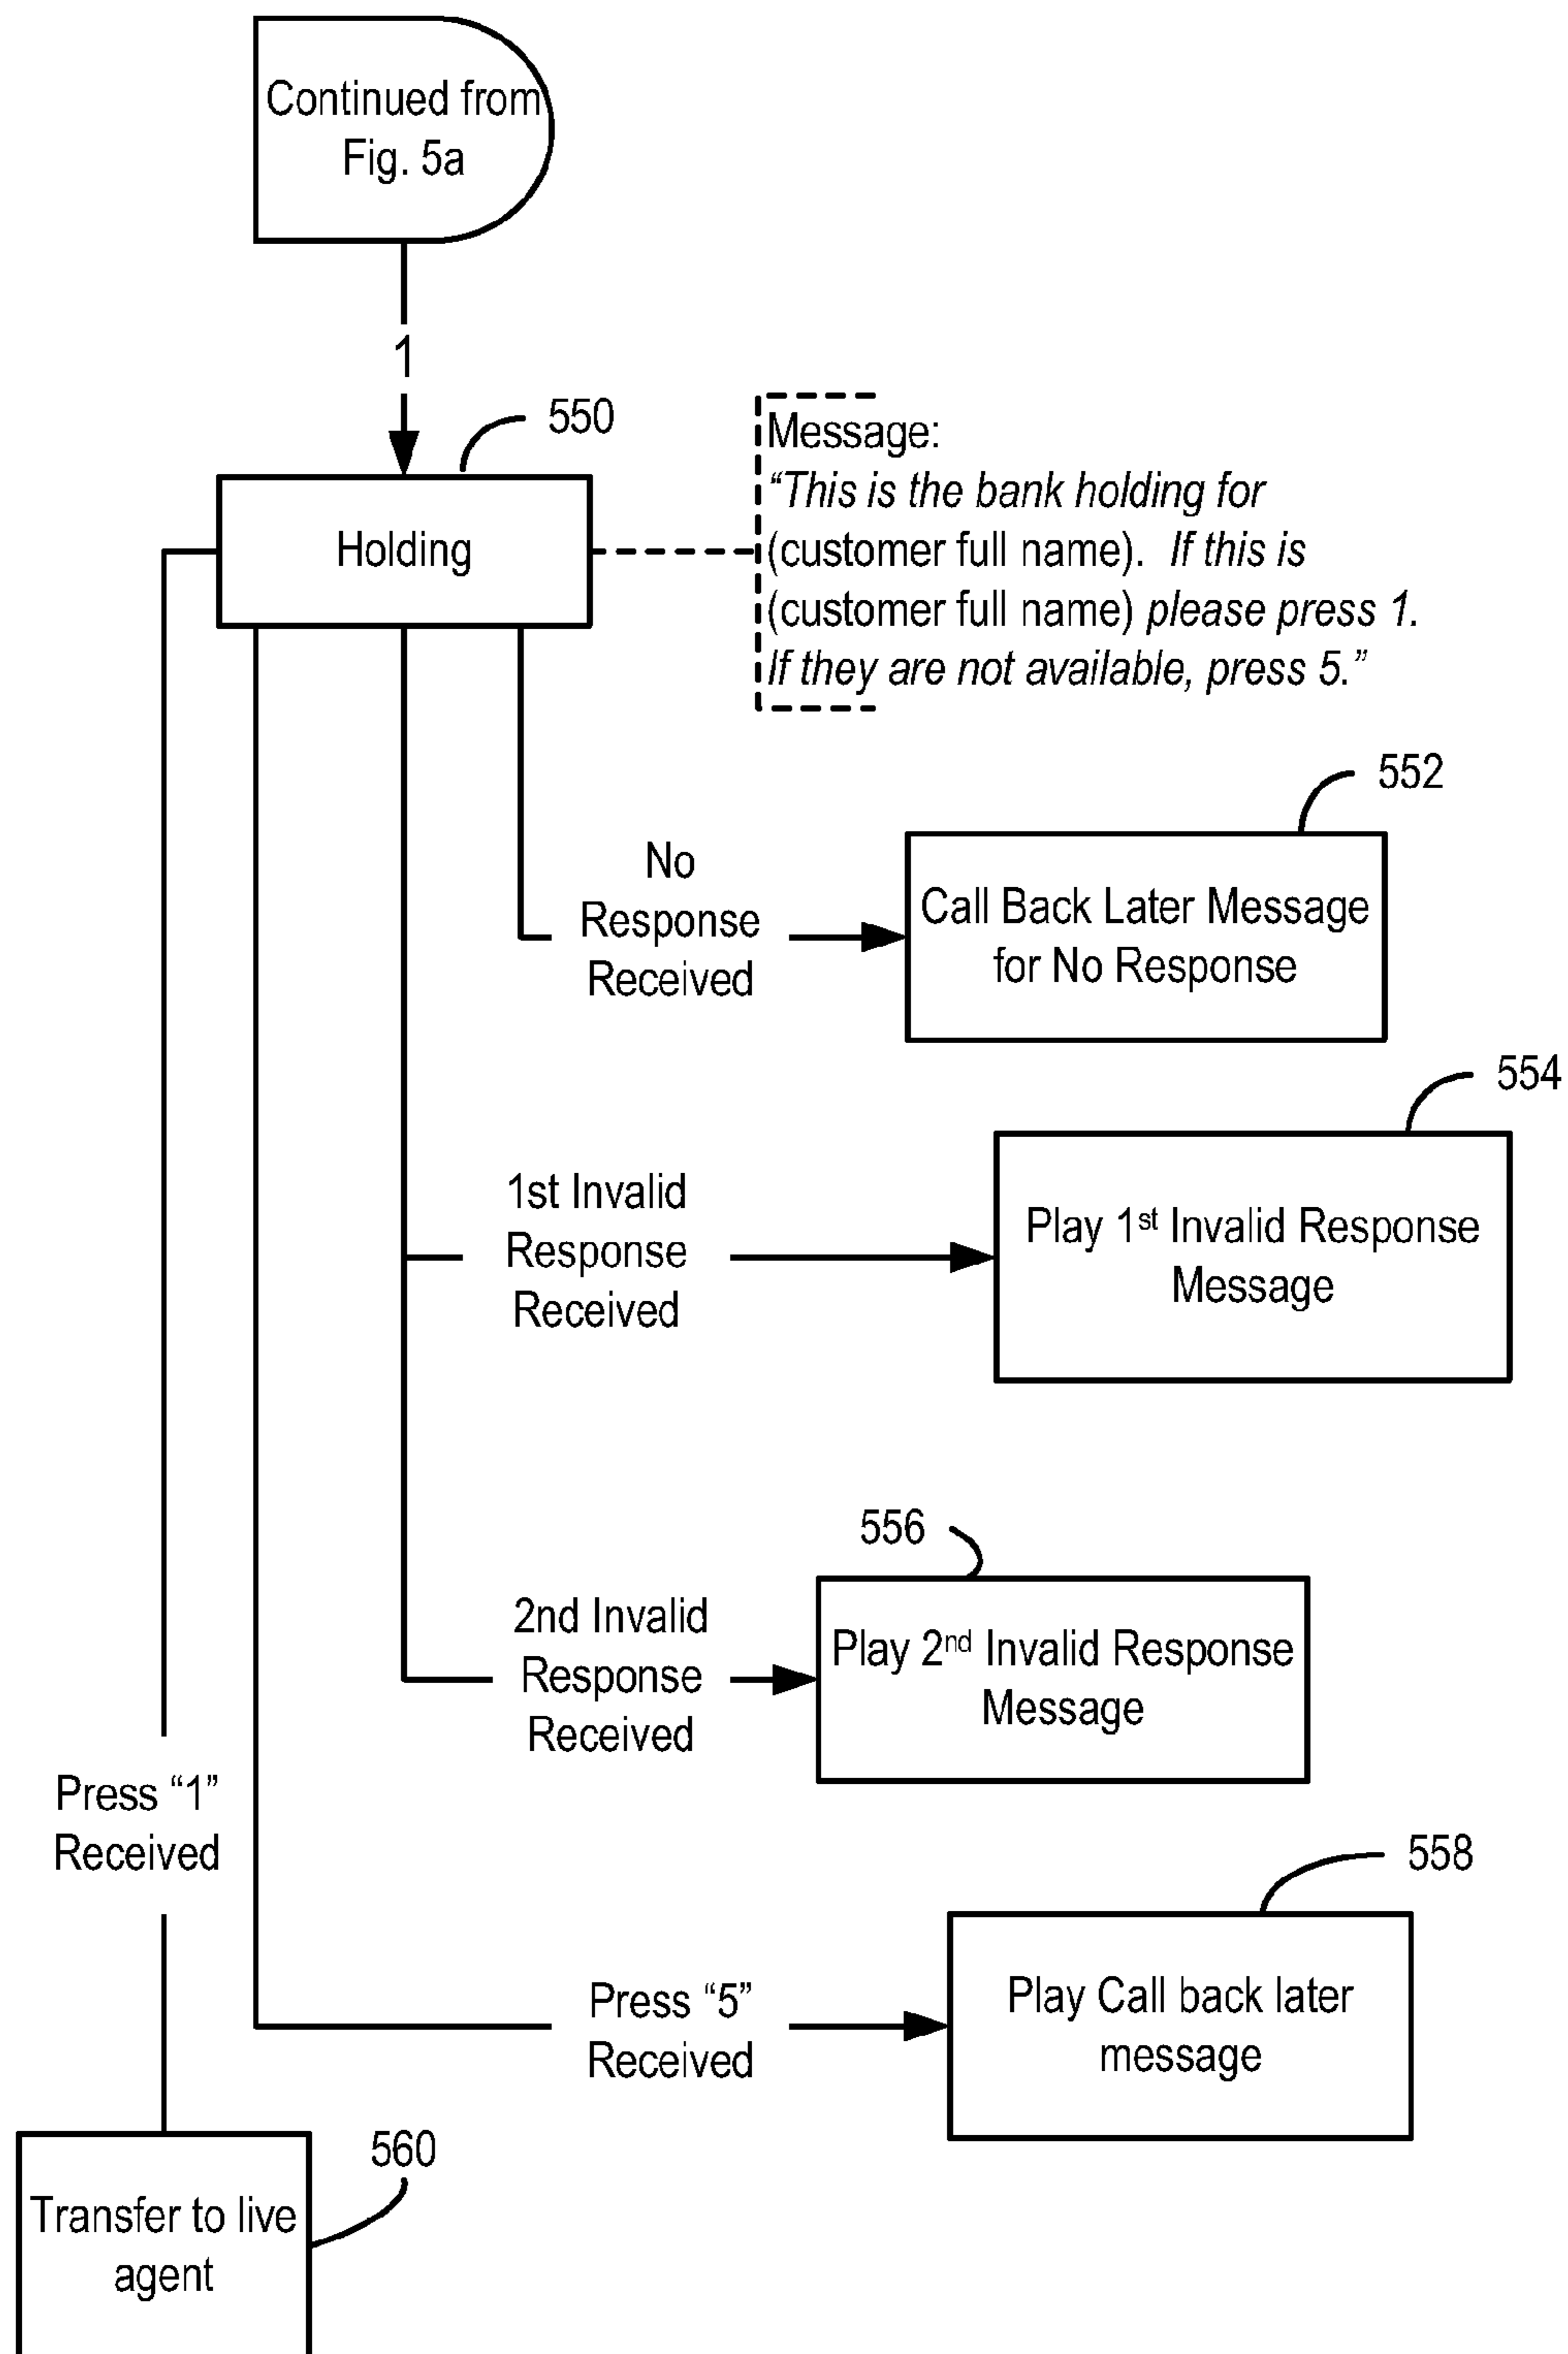 Continued from
Fig. 5a
1
550
Holding
Message:
“This is the bank holding for
(customer full name). If this is
(customer full name) please press 1.
If they are not available, press 5.”
552
No
Response
Received
Call Back Later Message
for No Response
554
1st Invalid
Response
Received
Play 1st Invalid Response
Message
556
2nd Invalid
Response
Received
Play 2nd Invalid Response
Message
Press “1”
Received
558
Press “5”
Received
Play Call back later
message
560
Transfer to live
agent